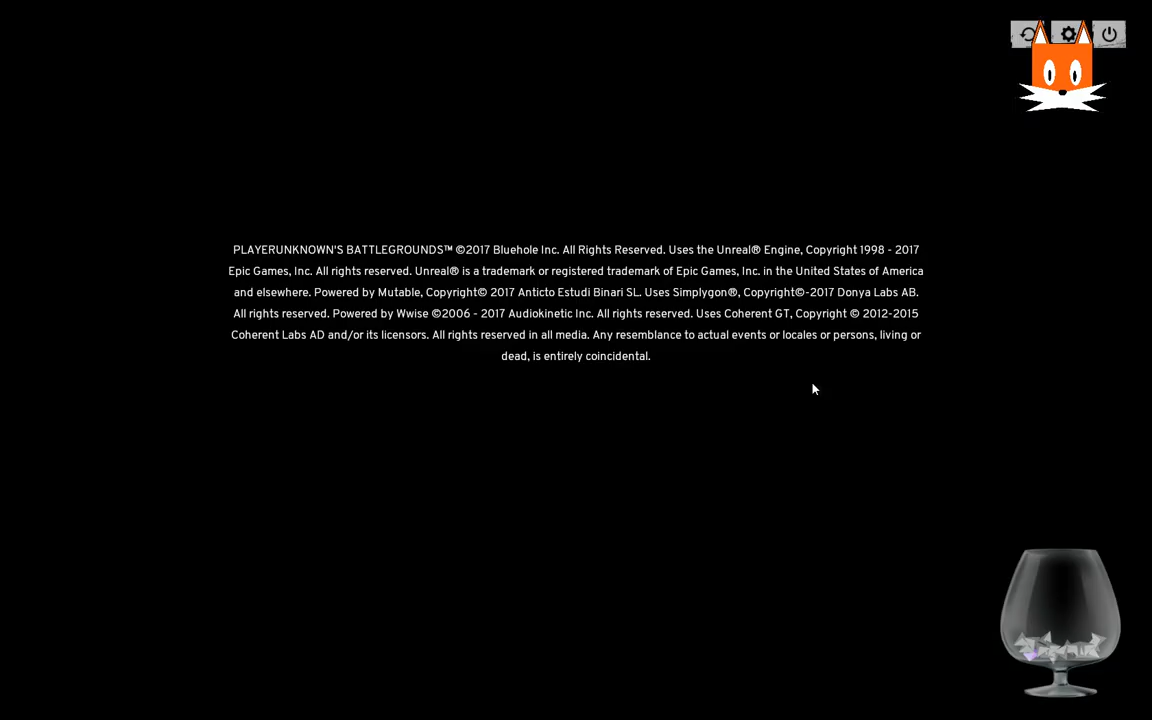 PLAYERUNKNOWN'S BATTLEGROUNDS™ ©2017 Bluehole Inc. All Rights Reserved. Uses the Unreal® Engine, Copyright 1998 - 2017
Epic Games, Inc. All rights reserved. Unreal® is a trademark or registered trademark of Epic Games, Inc. in the United States of America
and elsewhere. Powered by Mutable, Copyright© 2017 Anticto Estudi Binari SL. Uses Simplygon®, Copyright©-2017 Donya Labs AB.
All rights reserved. Powered by Wwise ©2006 - 2017 Audiokinetic Inc. All rights reserved. Uses Coherent GT, Copyright © 2012-2015
Coherent Labs AD and/or its licensors. All rights reserved in all media. Any resemblance to actual events or locales or persons, living or
dead, is entirely coincidental.